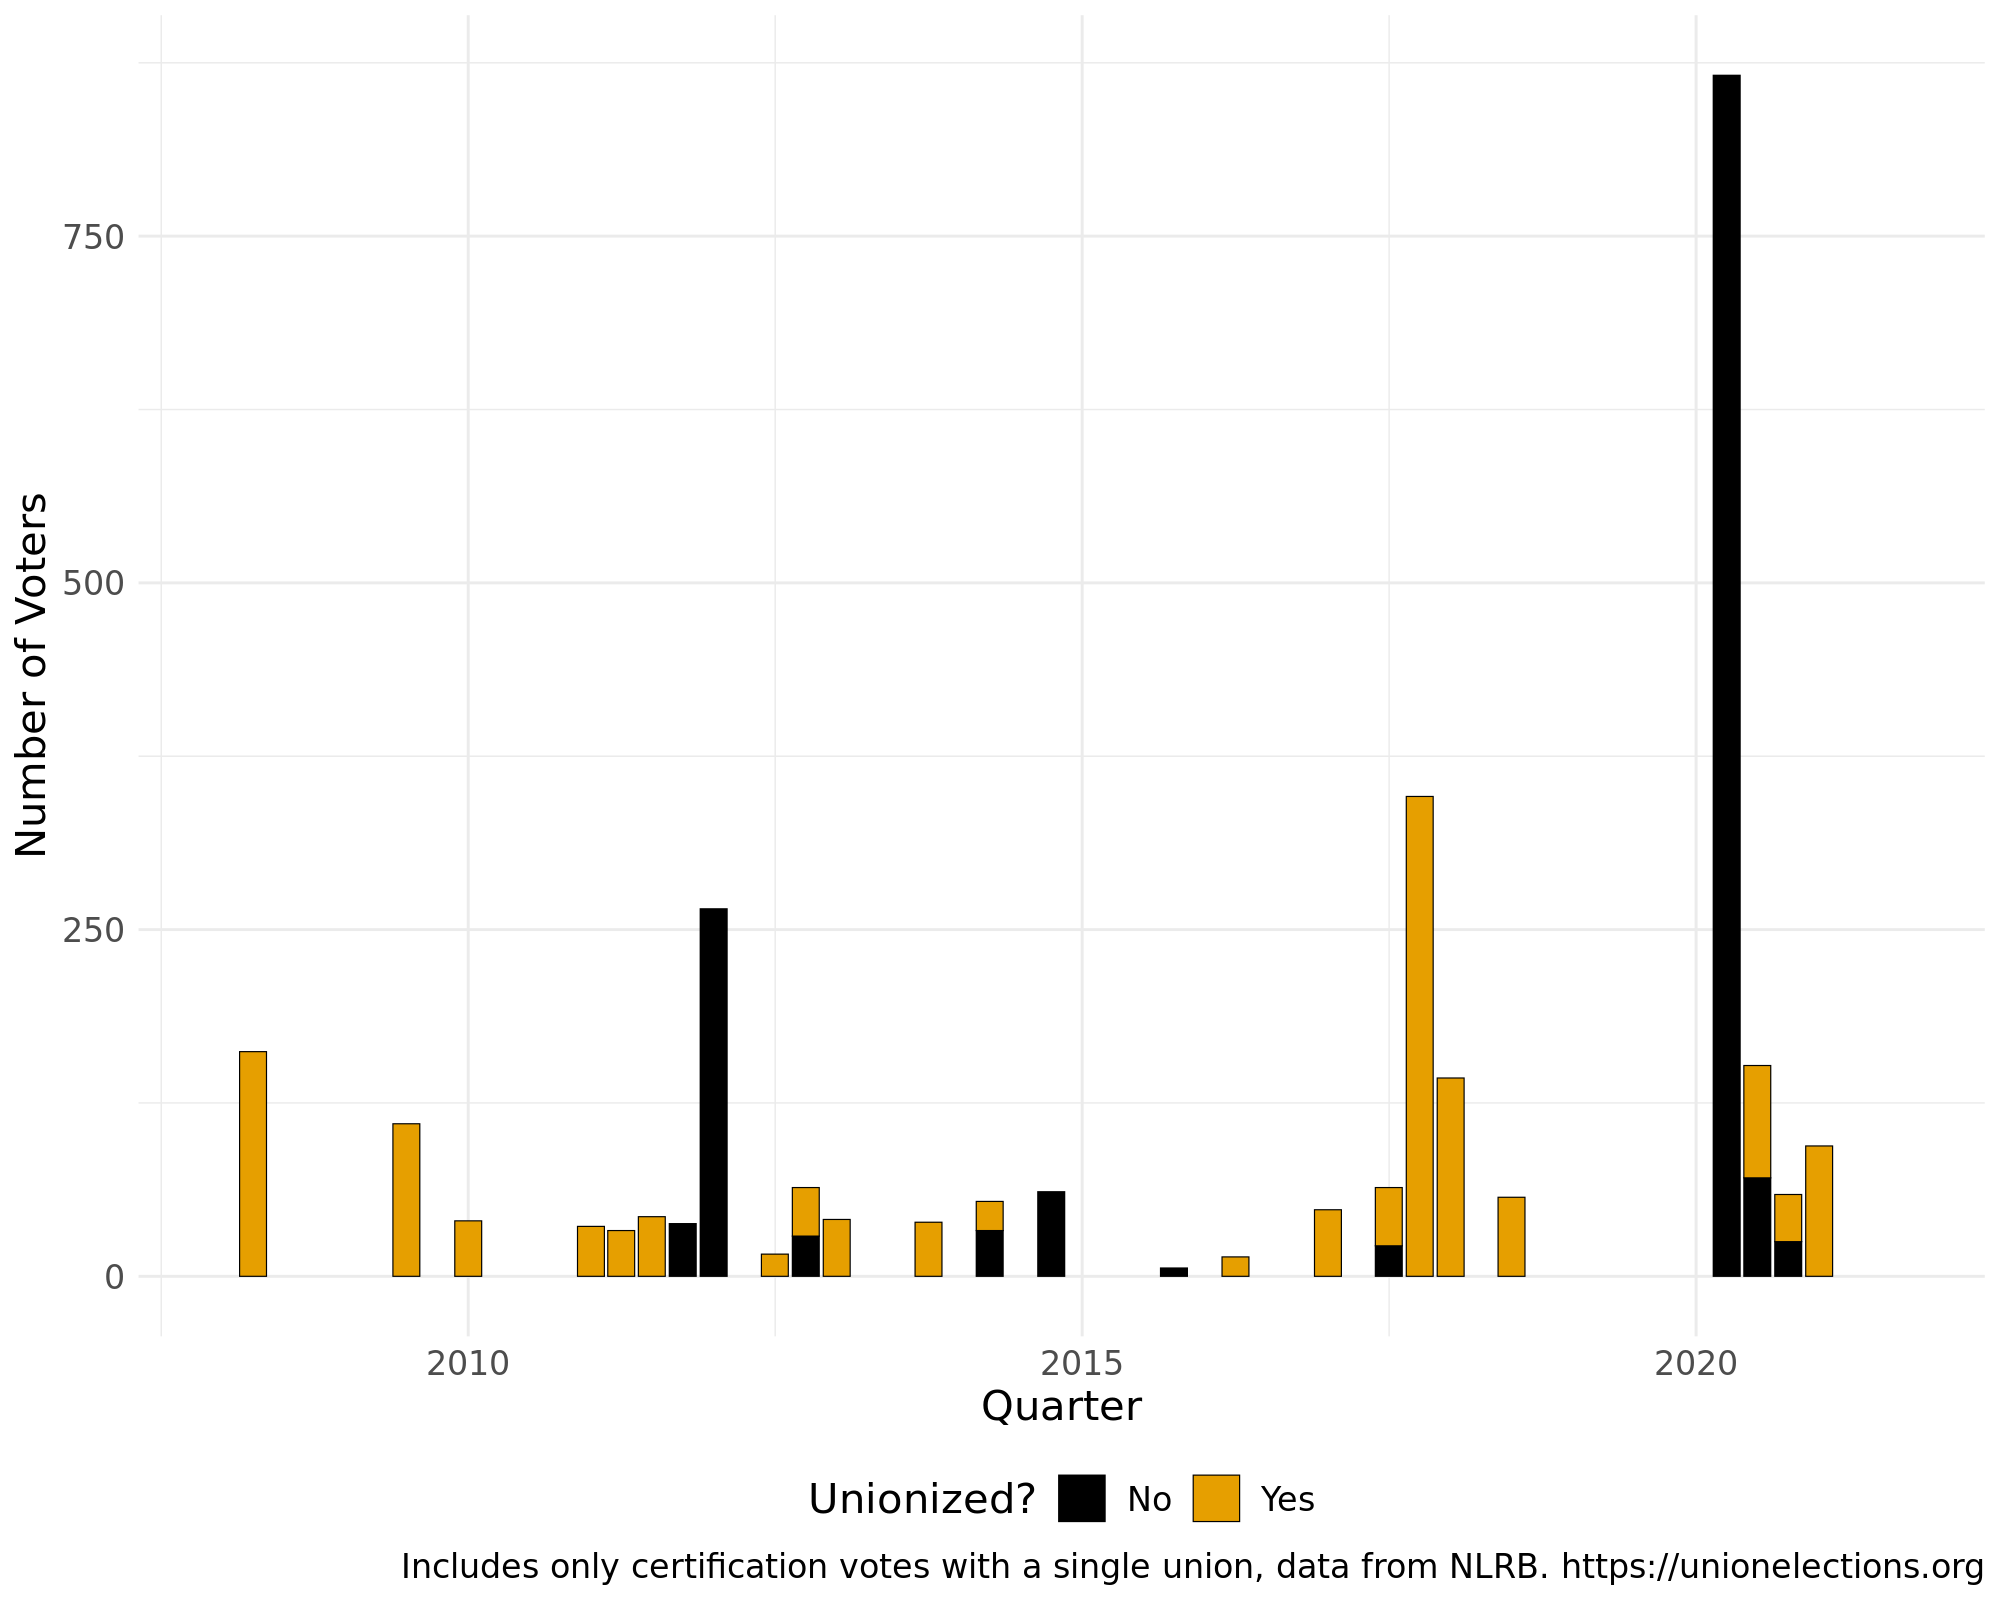 750
500
250
0
Number of Voters
2010 2015 2020
Quarter
Unionized? No Yes
Includes only certification votes with a single union, data from NLRB. https://unionelections.org